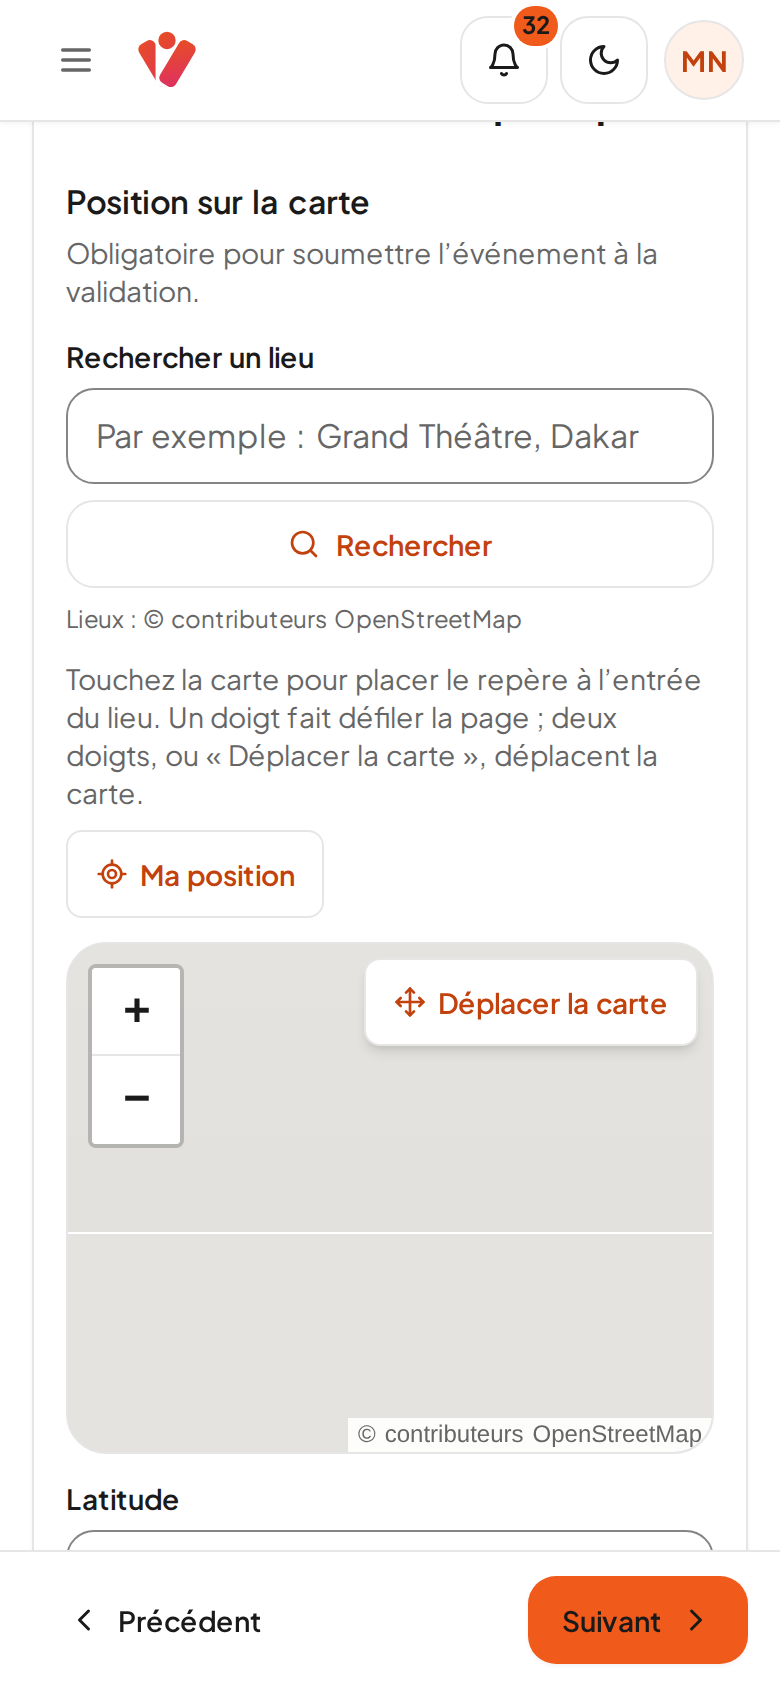 32
MN
Position sur la carte
Obligatoire pour soumettre l’événement à la
validation.
Rechercher un lieu
Par exemple : Grand Théâtre, Dakar
Rechercher
Lieux : © contributeurs OpenStreetMap
Touchez la carte pour placer le repère à l’entrée
du lieu. Un doigt fait défiler la page ; deux
doigts, ou « Déplacer la carte », déplacent la
carte.
Ma position
+
Déplacer la carte
−
© contributeurs OpenStreetMap
Latitude
Précédent
Suivant